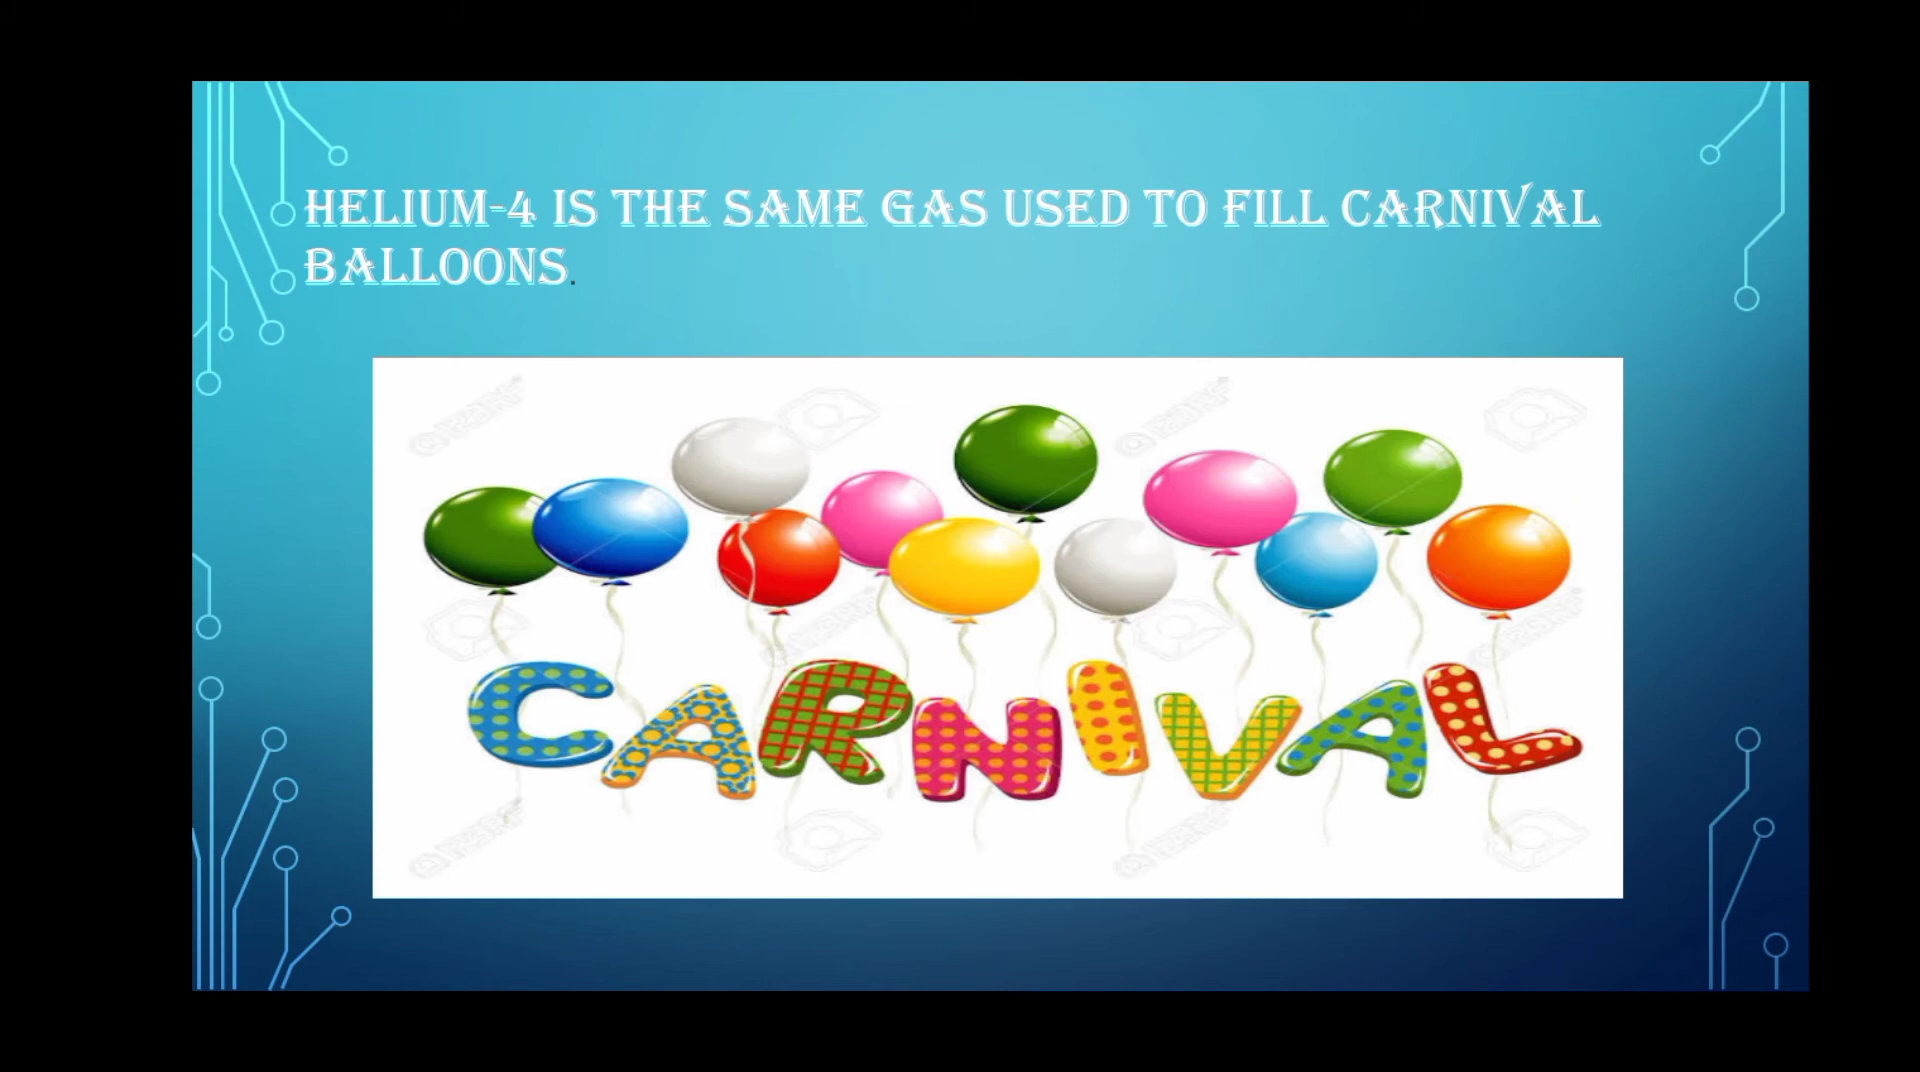 HELIUM-4 IS THE SAME GAS USED TO FILL CARNIVAL
BALLOONS.
CARNIVAL